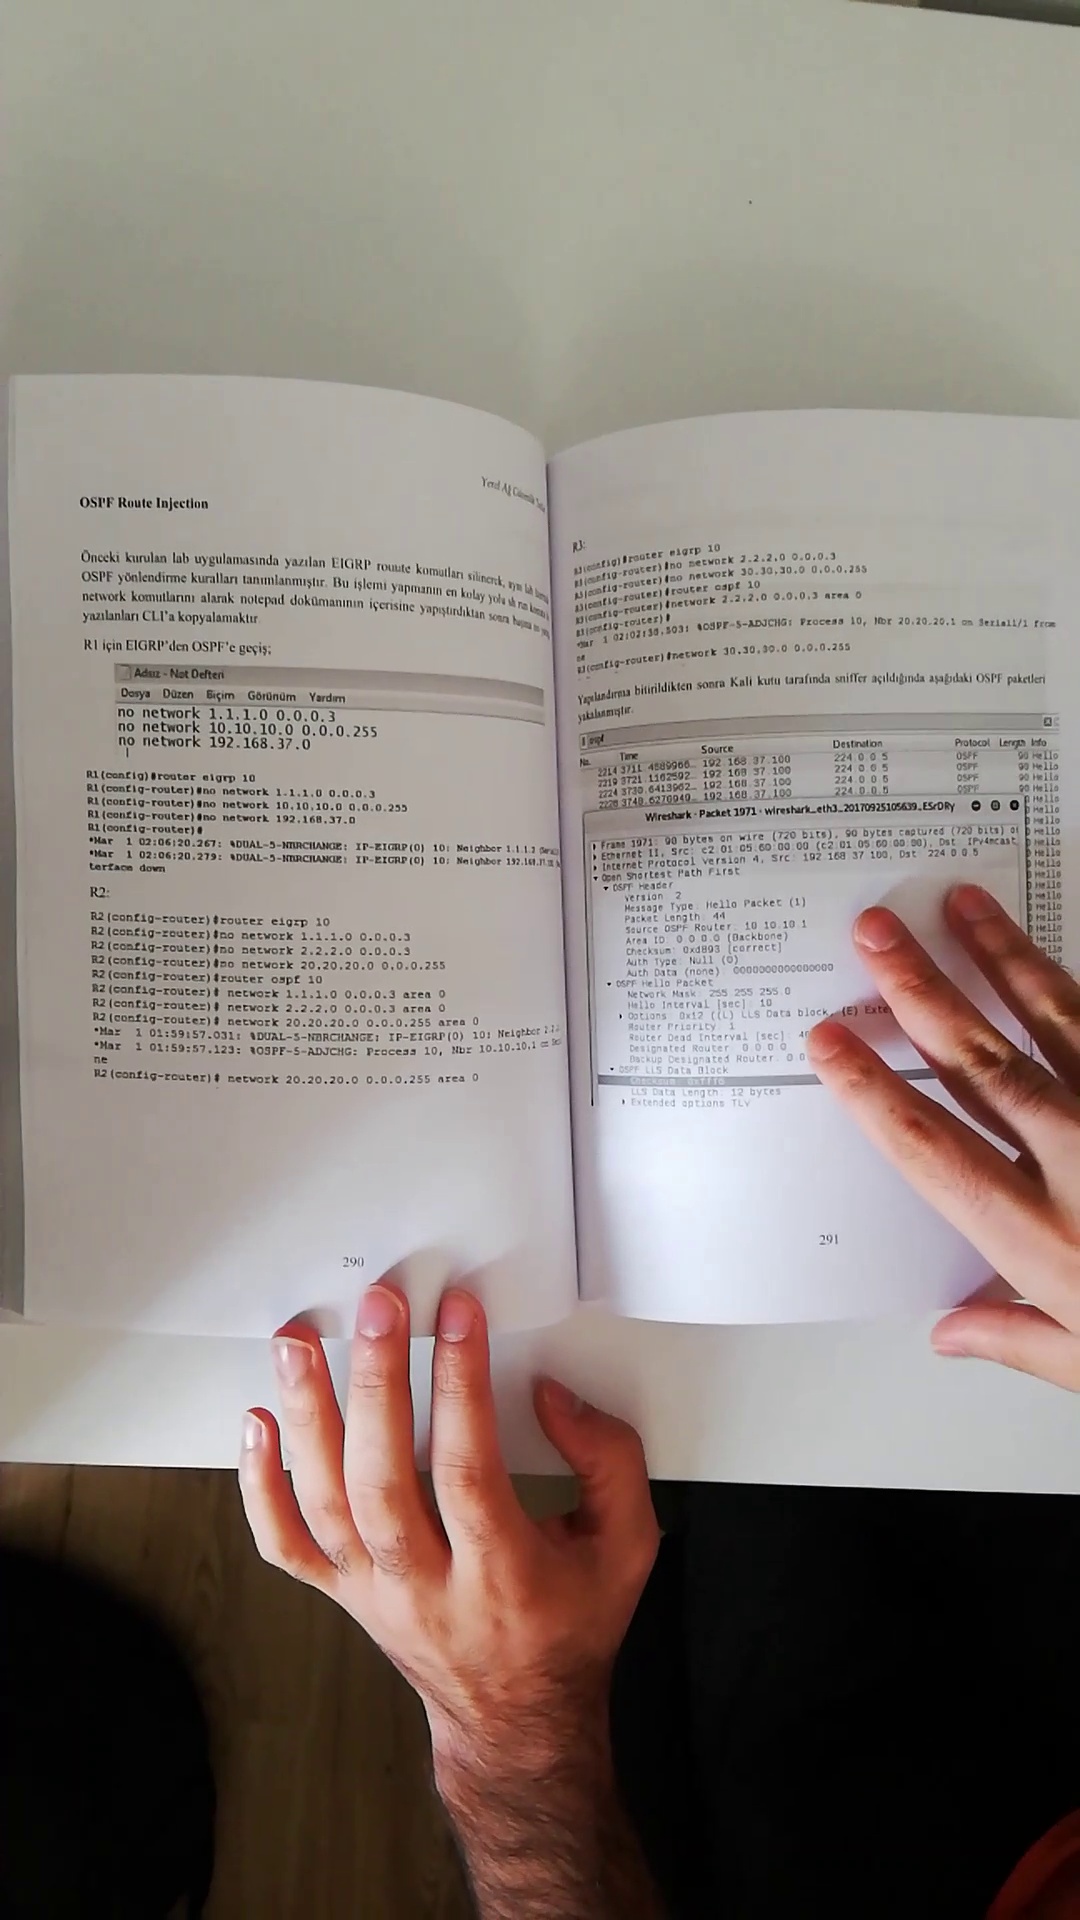 Yerel Ağ Güvenlik
OSPF Route Injection
Önceki kurulan lab uygulamasında yazılan EIGRP rouute komutları silinerek, aynı lab
OSPF yönlendirme kuralları tanımlanmıştır. Bu işlemi yapmanın en kolay yolu sh run
network komutlarını alarak notepad dokümanının içerisine yapıştırdıktan sonra başına no
yazılanları CLI'a kopyalamaktır.
R1 için EIGRP'den OSPF'e geçiş;
Adsız - Not Defteri
Dosya Düzen Biçim Görünüm Yardım
no network 1.1.1.0 0.0.0.3
no network 10.10.10.0 0.0.0.255
no network 192.168.37.0
R1(config)#router eigrp 10
R1(config-router)#no network 1.1.1.0 0.0.0.3
R1(config-router)#no network 10.10.10.0 0.0.0.255
R1(config-router)#no network 192.168.37.0
R1(config-router)#
*Mar 1 02:06:20.267: %DUAL-5-NBRCHANGE: IP-EIGRP(0) 10: Neighbor 1.1.1.2
*Mar 1 02:06:20.279: %DUAL-5-NBRCHANGE: IP-EIGRP(0) 10: Neighbor
terface down
R2:
R2(config-router)#router eigrp 10
R2(config-router)#no network 1.1.1.0 0.0.0.3
R2(config-router)#no network 2.2.2.0 0.0.0.3
R2(config-router)#no network 20.20.20.0 0.0.0.255
R2(config-router)#router ospf 10
R2(config-router)# network 1.1.1.0 0.0.0.3 area 0
R2(config-router)# network 2.2.2.0 0.0.0.3 area 0
R2(config-router)# network 20.20.20.0 0.0.0.255 area 0
*Mar 1 01:59:57.031: %DUAL-5-NBRCHANGE: IP-EIGRP(0) 10: Neighbor
*Mar 1 01:59:57.123: %OSPF-5-ADJCHG: Process 10, Nbr 10.10.10.1 on
ne
R2(config-router)# network 20.20.20.0 0.0.0.255 area 0
290
R3:
R3(config)#router eigrp 10
R3(config-router)#no network 2.2.2.0 0.0.0.3
R3(config-router)#no network 30.30.30.0 0.0.0.255
R3(config-router)#router ospf 10
R3(config-router)#network 2.2.2.0 0.0.0.3 area 0
R3(config-router)#
*Mar 1 02:02:38.503: %OSPF-5-ADJCHG: Process 10, Nbr 20.20.20.1 on Serial1/1 from
ne
R3(config-router)#network 30.30.30.0 0.0.0.255
Yapılandırma bitirildikten sonra Kali kutu tarafında sniffer açıldığında aşağıdaki OSPF paketleri
yakalanmıştır.
ospf
No. Time Source Destination Protocol Length Info
2214 3711.4689966… 192.168.37.100 224.0.0.5 OSPF 90 Hello
2219 3721.1162592… 192.168.37.100 224.0.0.5 OSPF 90 Hello
2224 3730.6413962… 192.168.37.100 224.0.0.5 OSPF 90 Hello
2226 3740.6270949… 192.168.37.100 224.0.0.5 OSPF 90 Hello
Wireshark · Packet 1971 · wireshark_eth3_20170925105639_ESrDRy
Frame 1971: 90 bytes on wire (720 bits), 90 bytes captured (720 bits)
Ethernet II, Src: c2:01:05:60:00:00 (c2:01:05:60:00:00), Dst: IPv4mcast
Internet Protocol Version 4, Src: 192.168.37.100, Dst: 224.0.0.5
Open Shortest Path First
OSPF Header
Version: 2
Message Type: Hello Packet (1)
Packet Length: 44
Source OSPF Router: 10.10.10.1
Area ID: 0.0.0.0 (Backbone)
Checksum: 0xd893 [correct]
Auth Type: Null (0)
Auth Data (none): 0000000000000000
OSPF Hello Packet
Network Mask: 255.255.255.0
Hello Interval [sec]: 10
Options: 0x12 ((L) LLS Data block, (E)
Router Priority: 1
Router Dead Interval [sec]:
Designated Router: 0.0.0.0
Backup Designated Router:
OSPF LLS Data Block
Checksum: 0xfff6
LLS Data Length: 12 bytes
Extended options TLV
291